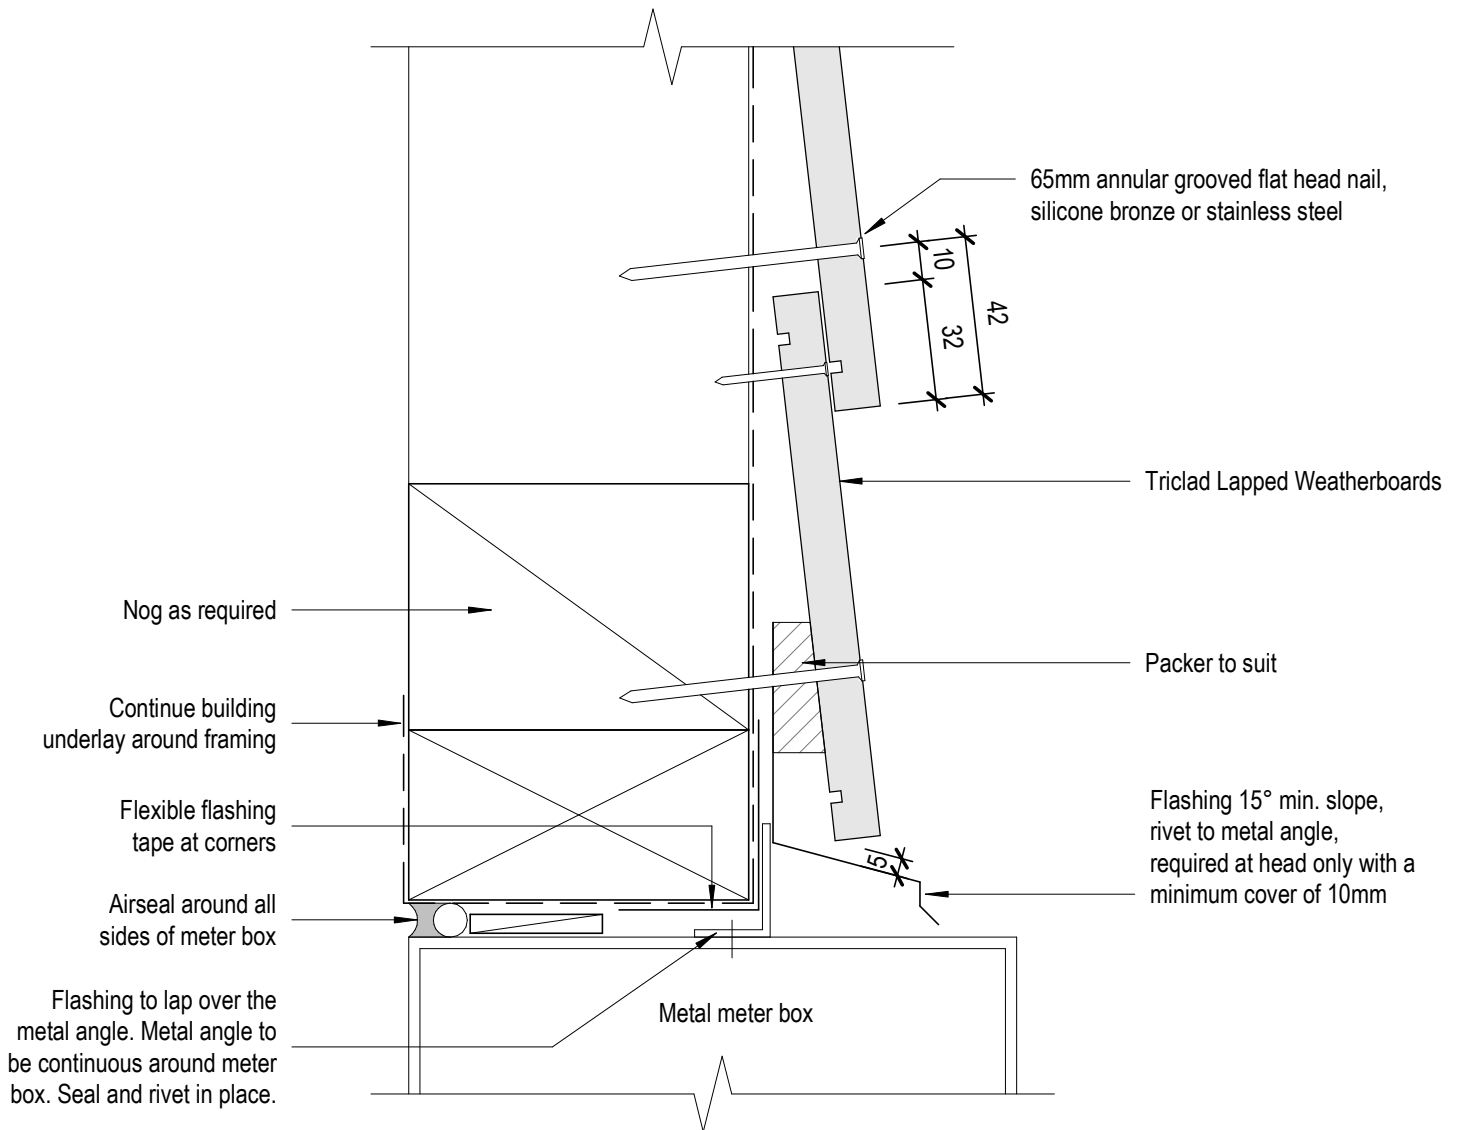 65mm annular grooved flat head nail,
silicone bronze or stainless steel
10
42
32
Triclad Lapped Weatherboards
Nog as required
Packer to suit
Continue building
underlay around framing
Flexible flashing
tape at corners
Flashing 15° min. slope,
rivet to metal angle,
required at head only with a
minimum cover of 10mm
5
Airseal around all
sides of meter box
Flashing to lap over the
metal angle. Metal angle to
be continuous around meter
box. Seal and rivet in place.
Metal meter box